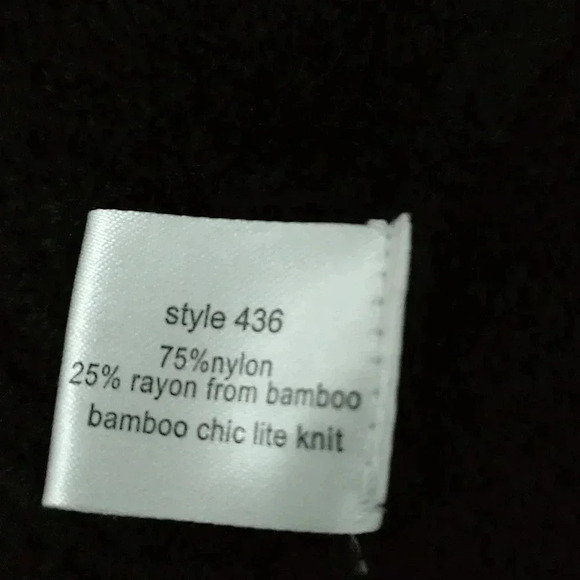 style 436
75%nylon
25% rayon from bamboo
bamboo chic lite knit